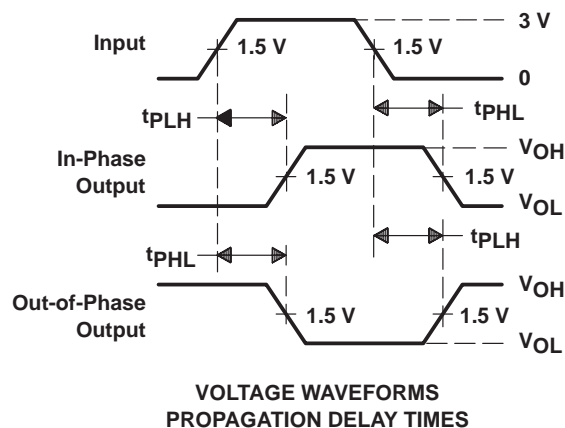 3 V
Input
1.5 V
1.5 V
0
tPLH
tPHL
VOH
In-Phase
Output
1.5 V
1.5 V
VOL
tPHL
tPLH
VOH
Out-of-Phase
Output
1.5 V
1.5 V
VOL
VOLTAGE WAVEFORMS
PROPAGATION DELAY TIMES